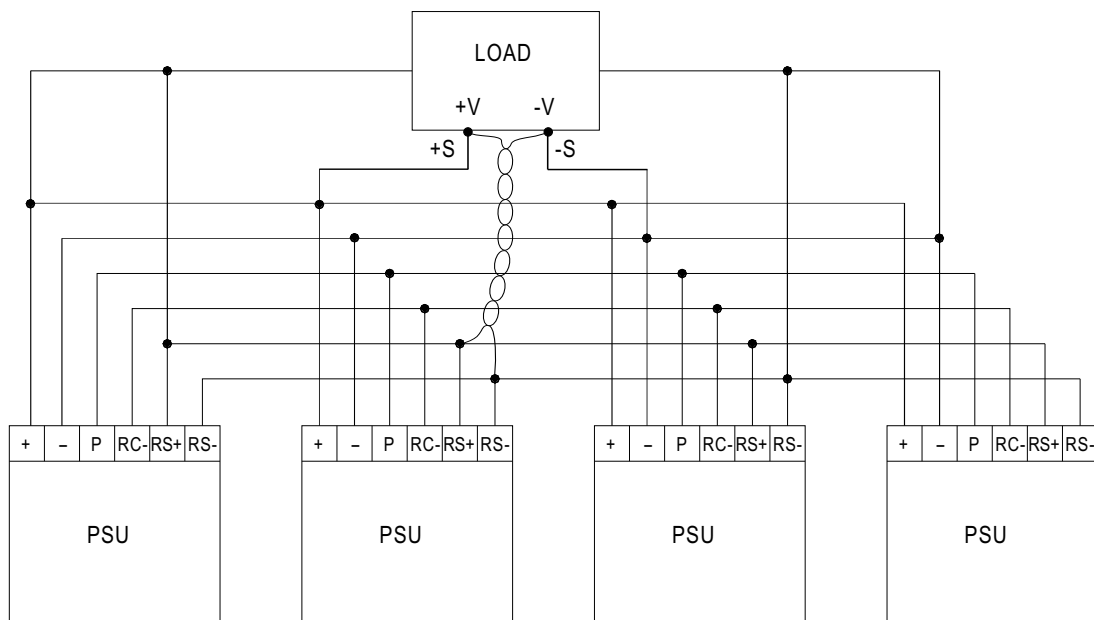 LOAD
+V -V
+S -S
+ – P RC- RS+ RS- + – P RC- RS+ RS- + – P RC- RS+ RS- + – P RC- RS+ RS-
PSU PSU PSU PSU